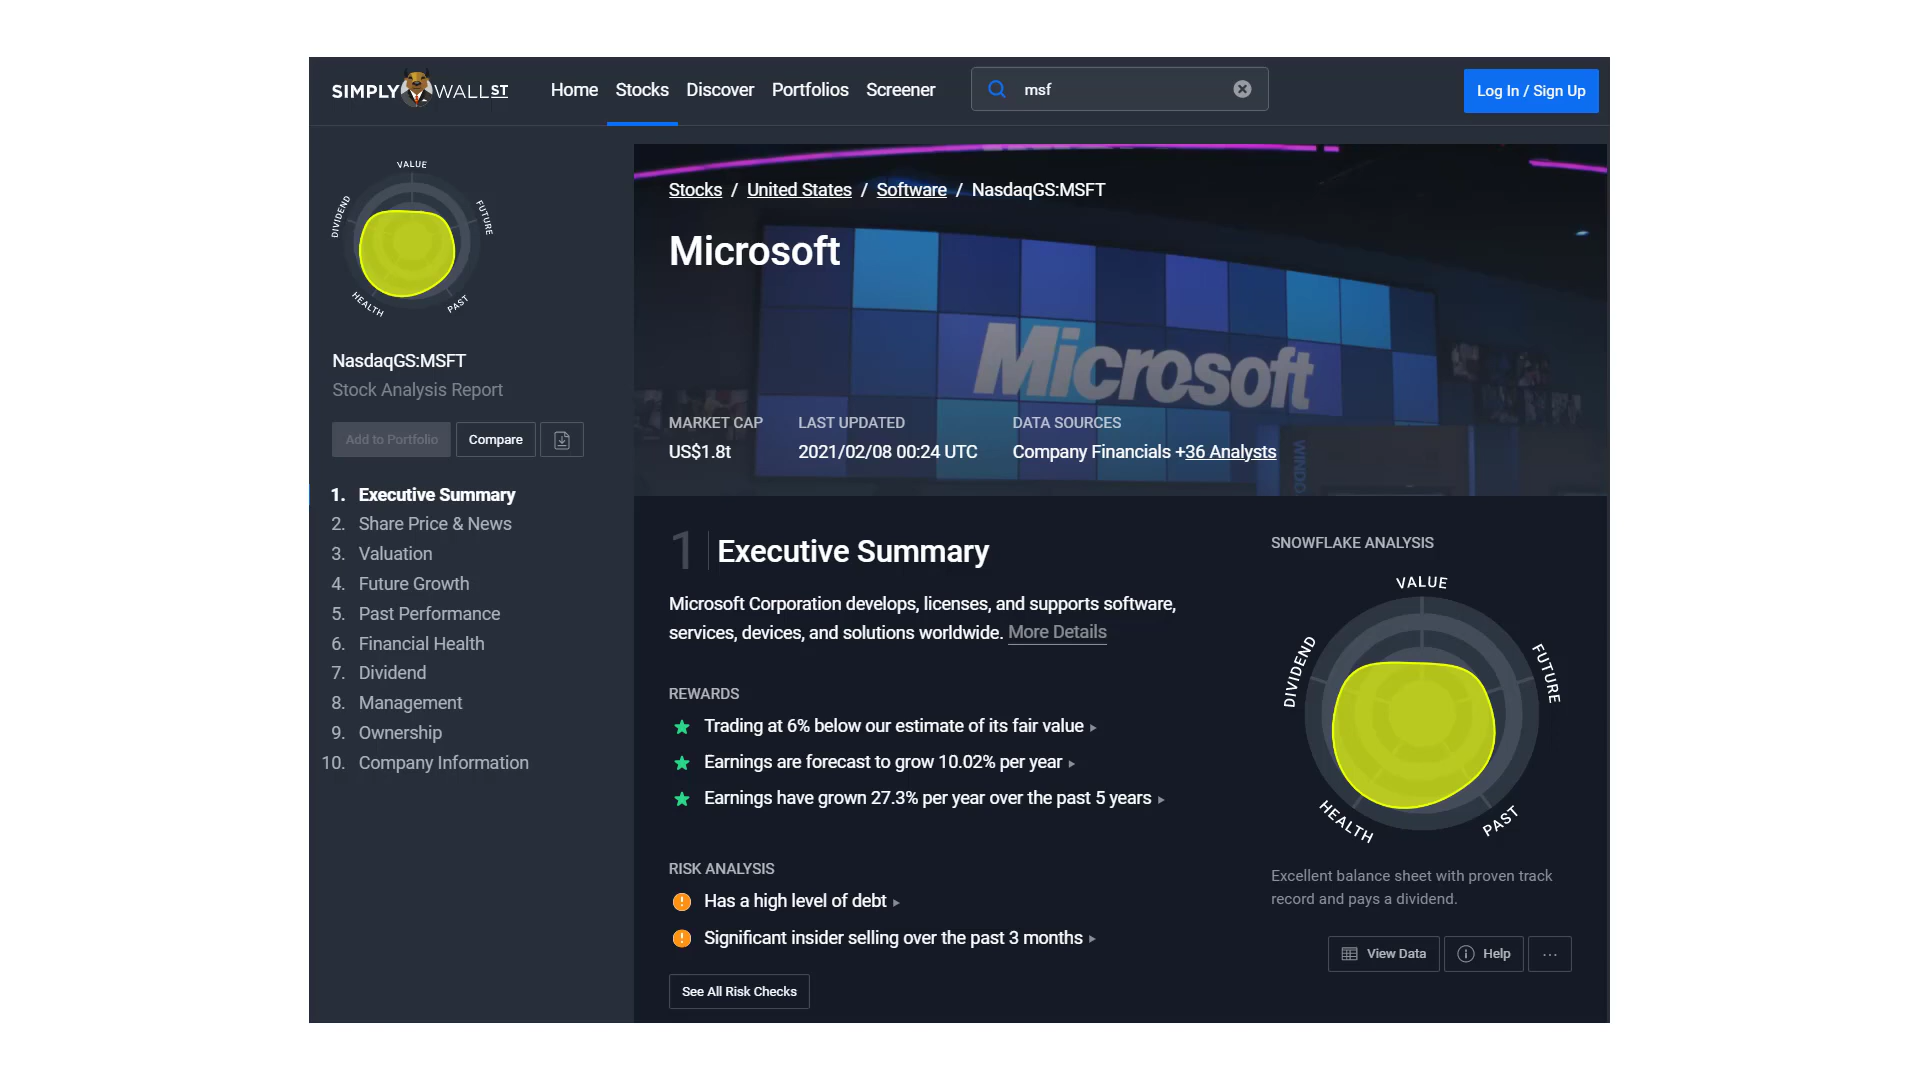 SIMPLY WALL ST
Home Stocks Discover Portfolios Screener
msf
Log In / Sign Up
VALUE
FUTURE
PAST
HEALTH
DIVIDEND
NasdaqGS:MSFT
Stock Analysis Report
Add to Portfolio
Compare
1. Executive Summary
2. Share Price & News
3. Valuation
4. Future Growth
5. Past Performance
6. Financial Health
7. Dividend
8. Management
9. Ownership
10. Company Information
Stocks / United States / Software / NasdaqGS:MSFT
Microsoft
Microsoft
WINDO
MARKET CAP
US$1.8t
LAST UPDATED
2021/02/08 00:24 UTC
DATA SOURCES
Company Financials +36 Analysts
1 Executive Summary
Microsoft Corporation develops, licenses, and supports software,
services, devices, and solutions worldwide. More Details
REWARDS
Trading at 6% below our estimate of its fair value
Earnings are forecast to grow 10.02% per year
Earnings have grown 27.3% per year over the past 5 years
RISK ANALYSIS
Has a high level of debt
Significant insider selling over the past 3 months
See All Risk Checks
SNOWFLAKE ANALYSIS
VALUE
FUTURE
PAST
HEALTH
DIVIDEND
Excellent balance sheet with proven track
record and pays a dividend.
View Data
Help
...